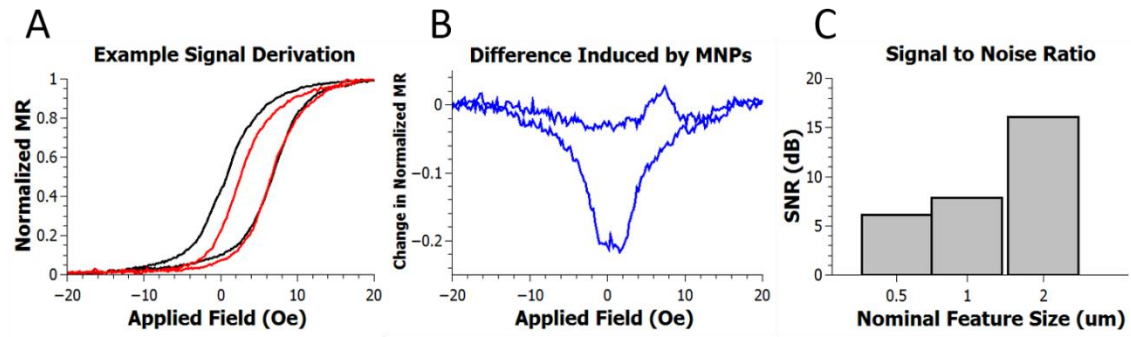 A
Example Signal Derivation
Normalized MR
1
0.8
0.6
0.4
0.2
0
−20 −10 0 10 20
Applied Field (Oe)
B
Difference Induced by MNPs
Change in Normalized MR
0
−0.1
−0.2
−20 −10 0 10 20
Applied Field (Oe)
C
Signal to Noise Ratio
SNR (dB)
20
15
10
5
0
0.5 1 2
Nominal Feature Size (um)